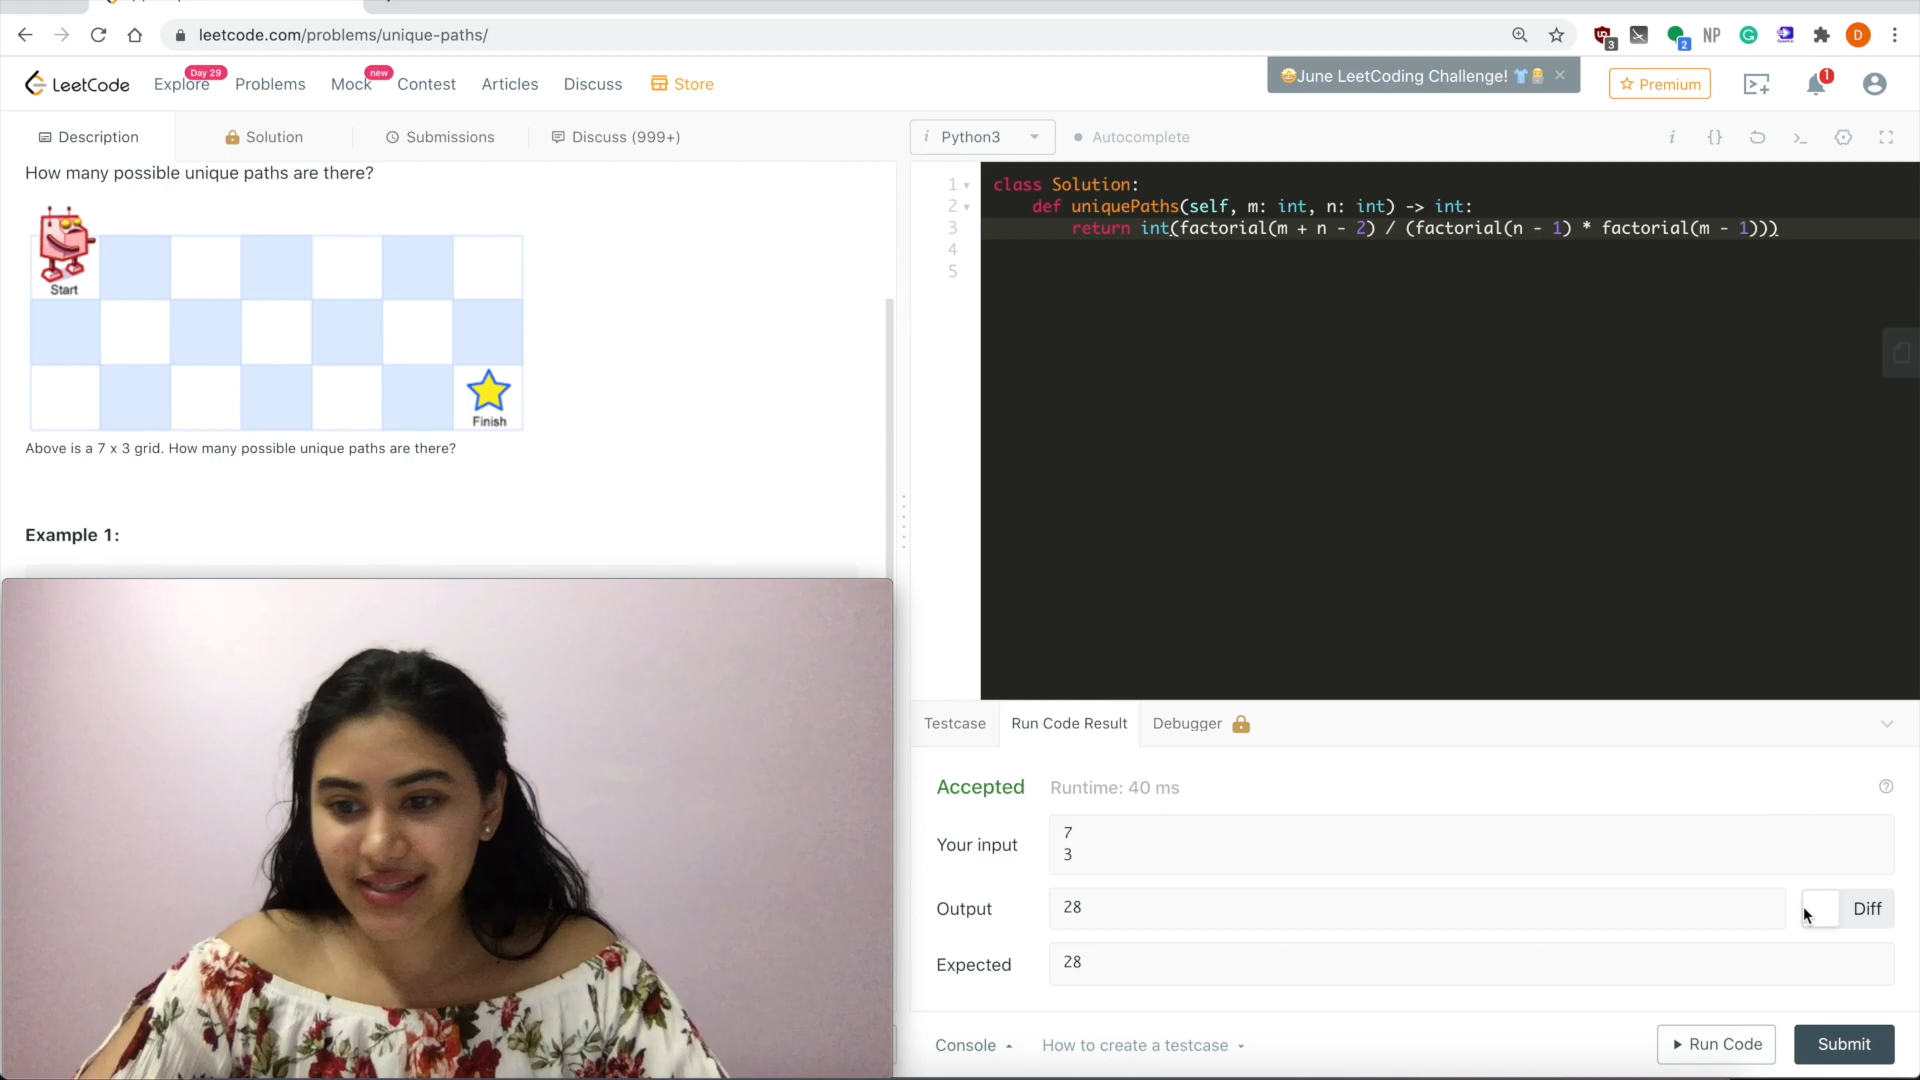 leetcode.com/problems/unique-paths/
3
2
NP
D
LeetCode
Explore
Day 29
Problems
Mock
new
Contest
Articles
Discuss
Store
🤩June LeetCoding Challenge! 👕
Premium
1
Description
Solution
Submissions
Discuss (999+)
How many possible unique paths are there?
Start
Finish
Above is a 7 x 3 grid. How many possible unique paths are there?
Example 1:
i Python3
Autocomplete
i {} >_
1 class Solution:
2 def uniquePaths(self, m: int, n: int) -> int:
3 return int(factorial(m + n - 2) / (factorial(n - 1) * factorial(m - 1)))
4
5
Testcase
Run Code Result
Debugger
Accepted
Runtime: 40 ms
Your input
7
3
Output
28
Diff
Expected
28
Console
How to create a testcase
Run Code
Submit